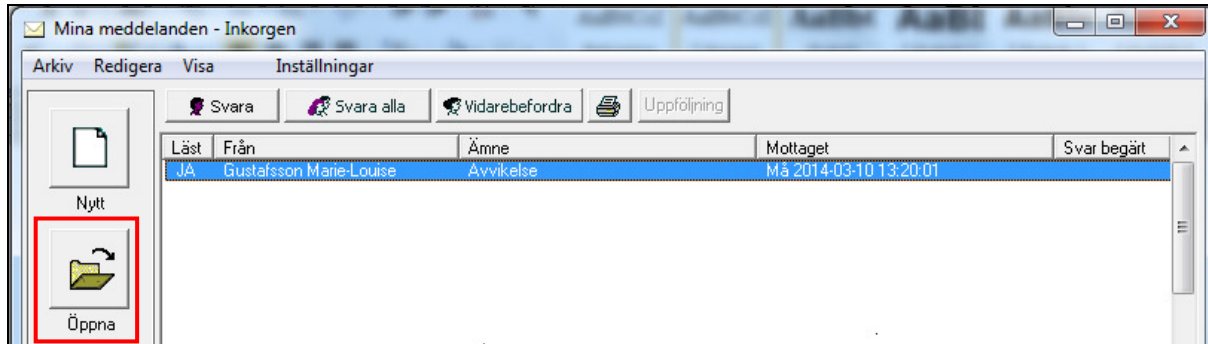 Mina meddelanden - Inkorgen
Arkiv Redigera Visa Inställningar
Svara Svara alla Vidarebefordra Uppföljning
Läst Från Ämne Mottaget Svar begärt
JA Gustafsson Marie-Louise Avvikelse Må 2014-03-10 13:20:01
Nytt
Öppna